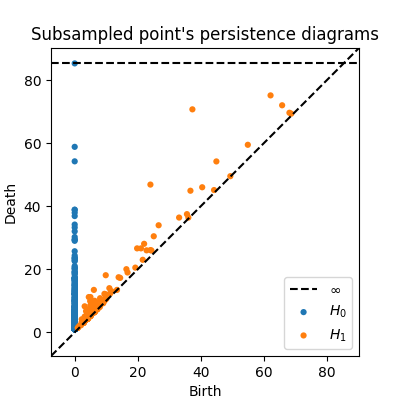 Subsampled point's persistence diagrams
Death
80
60
40
20
0
0 20 40 60 80
Birth
∞
H₀
H₁